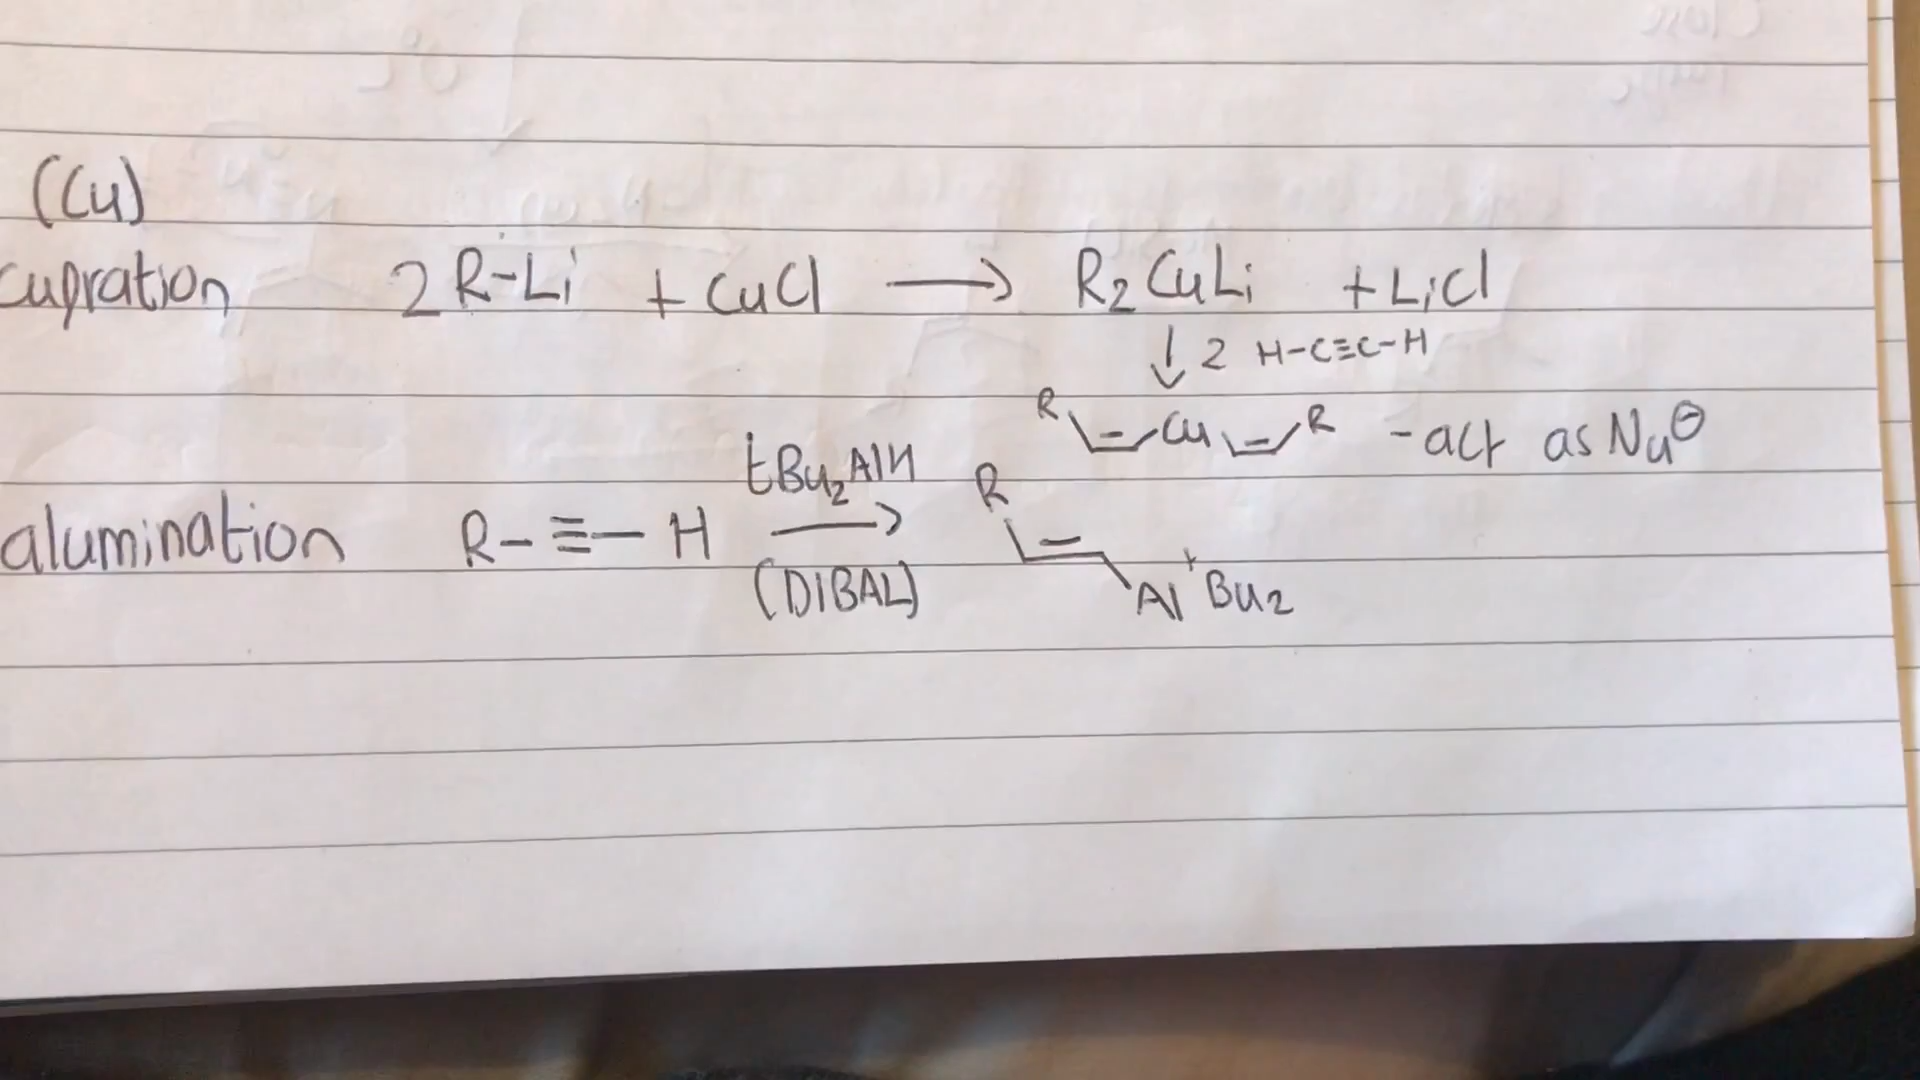 (Cu)
cupration 2 R-Li + CuCl → R₂CuLi + LiCl
↓ 2 H-C≡C-H
R Cu R - act as Nu⊖
tBu₂AlH
alumination R-≡-H → R
(DIBAL) Al tBu₂